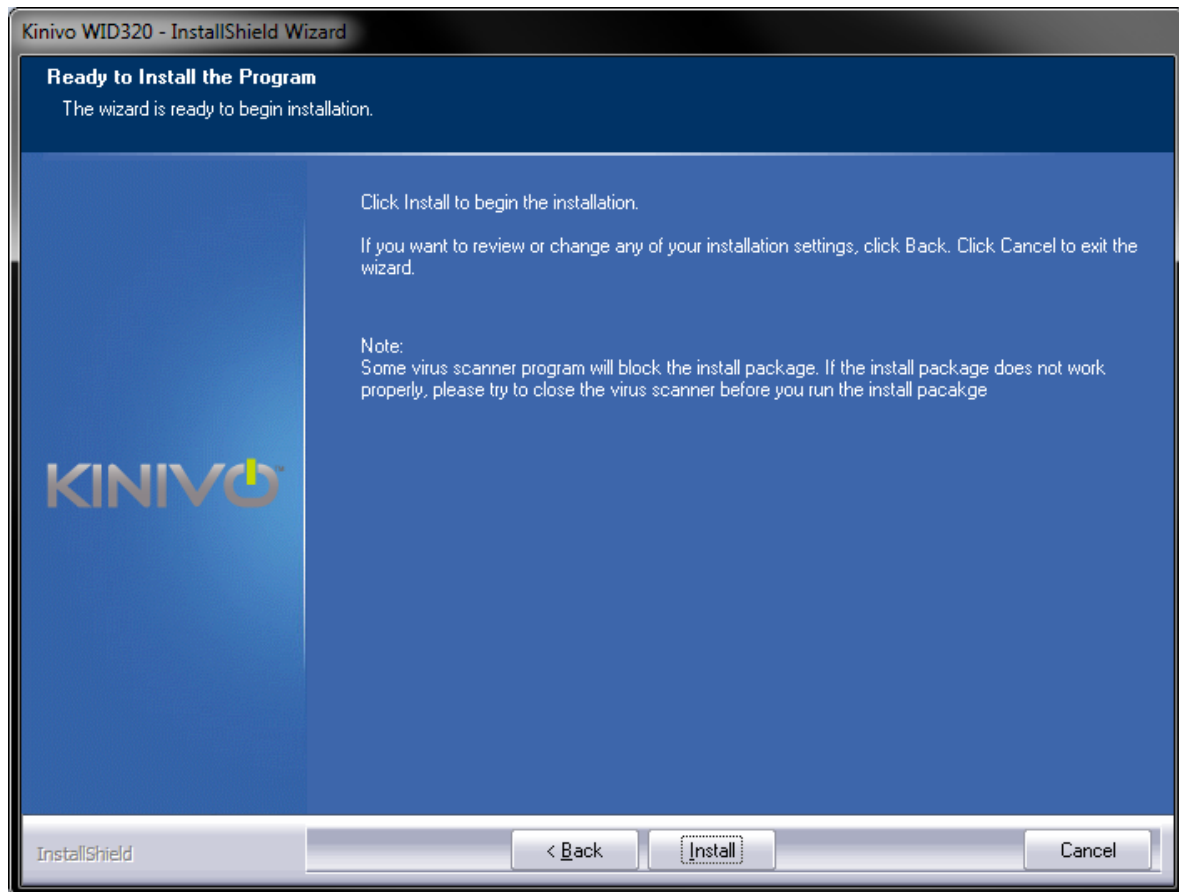 Kinivo WID320 - InstallShield Wizard
Ready to Install the Program
The wizard is ready to begin installation.
Click Install to begin the installation.
If you want to review or change any of your installation settings, click Back. Click Cancel to exit the
wizard.
Note:
Some virus scanner program will block the install package. If the install package does not work
properly, please try to close the virus scanner before you run the install pacakge
KINIVO™
InstallShield
< Back
Install
Cancel